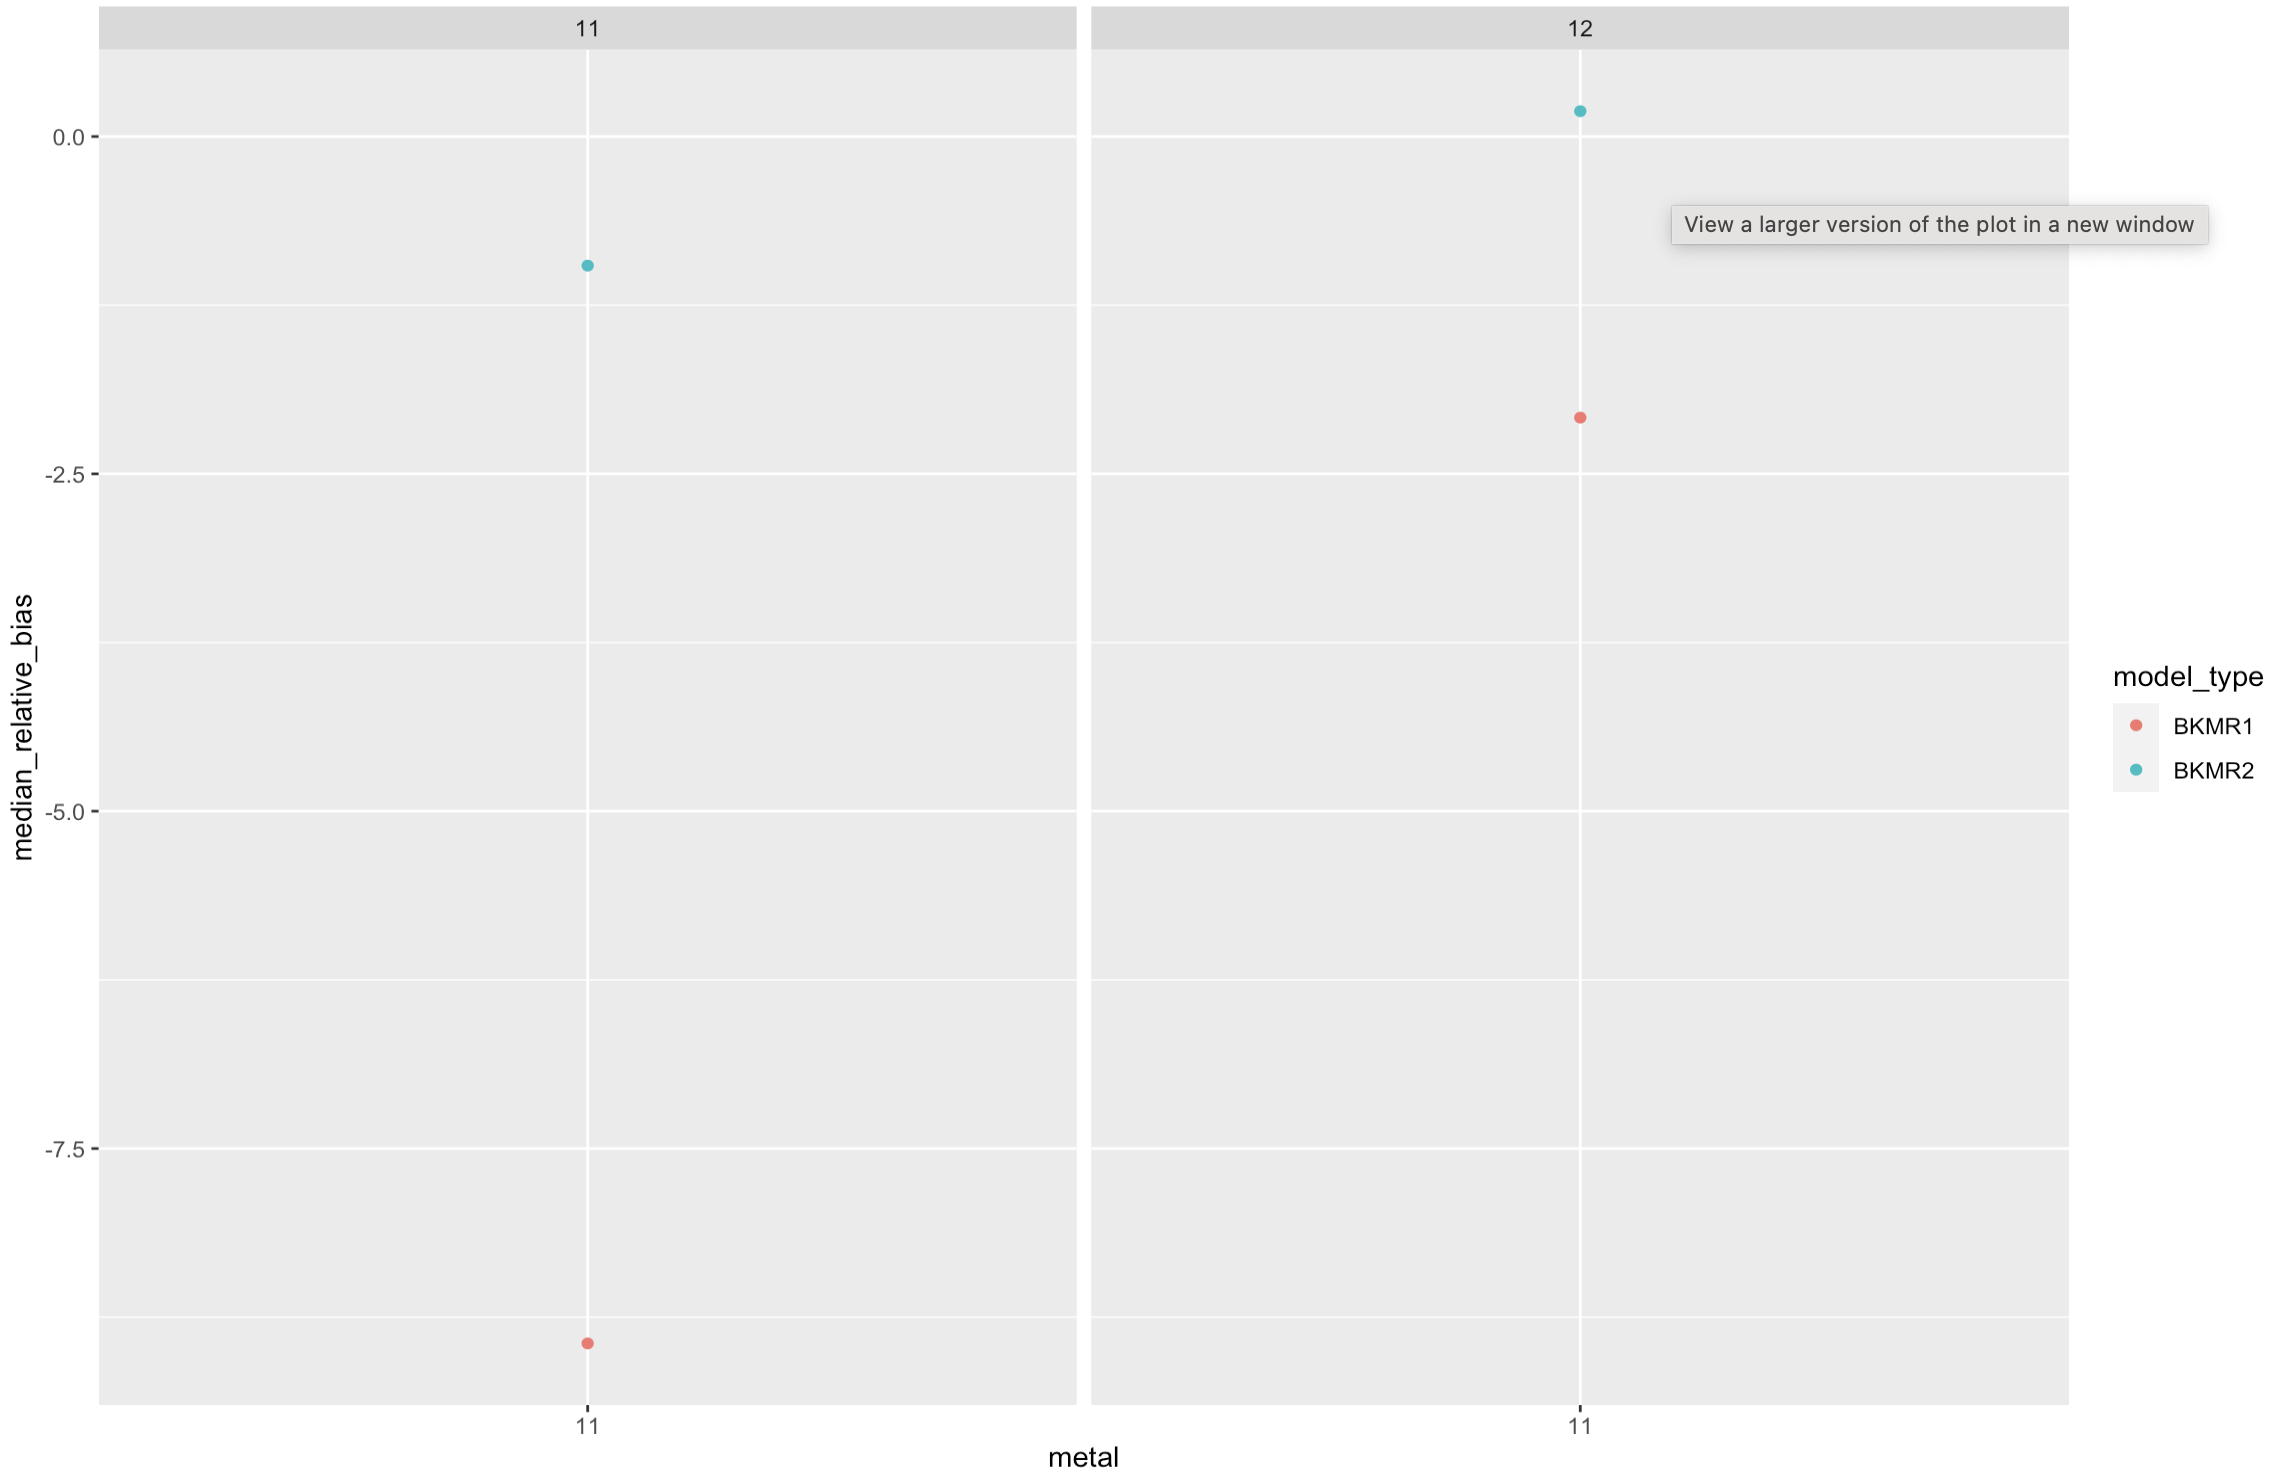 11
12
0.0
-2.5
-5.0
-7.5
median_relative_bias
View a larger version of the plot in a new window
11
11
metal
model_type
BKMR1
BKMR2